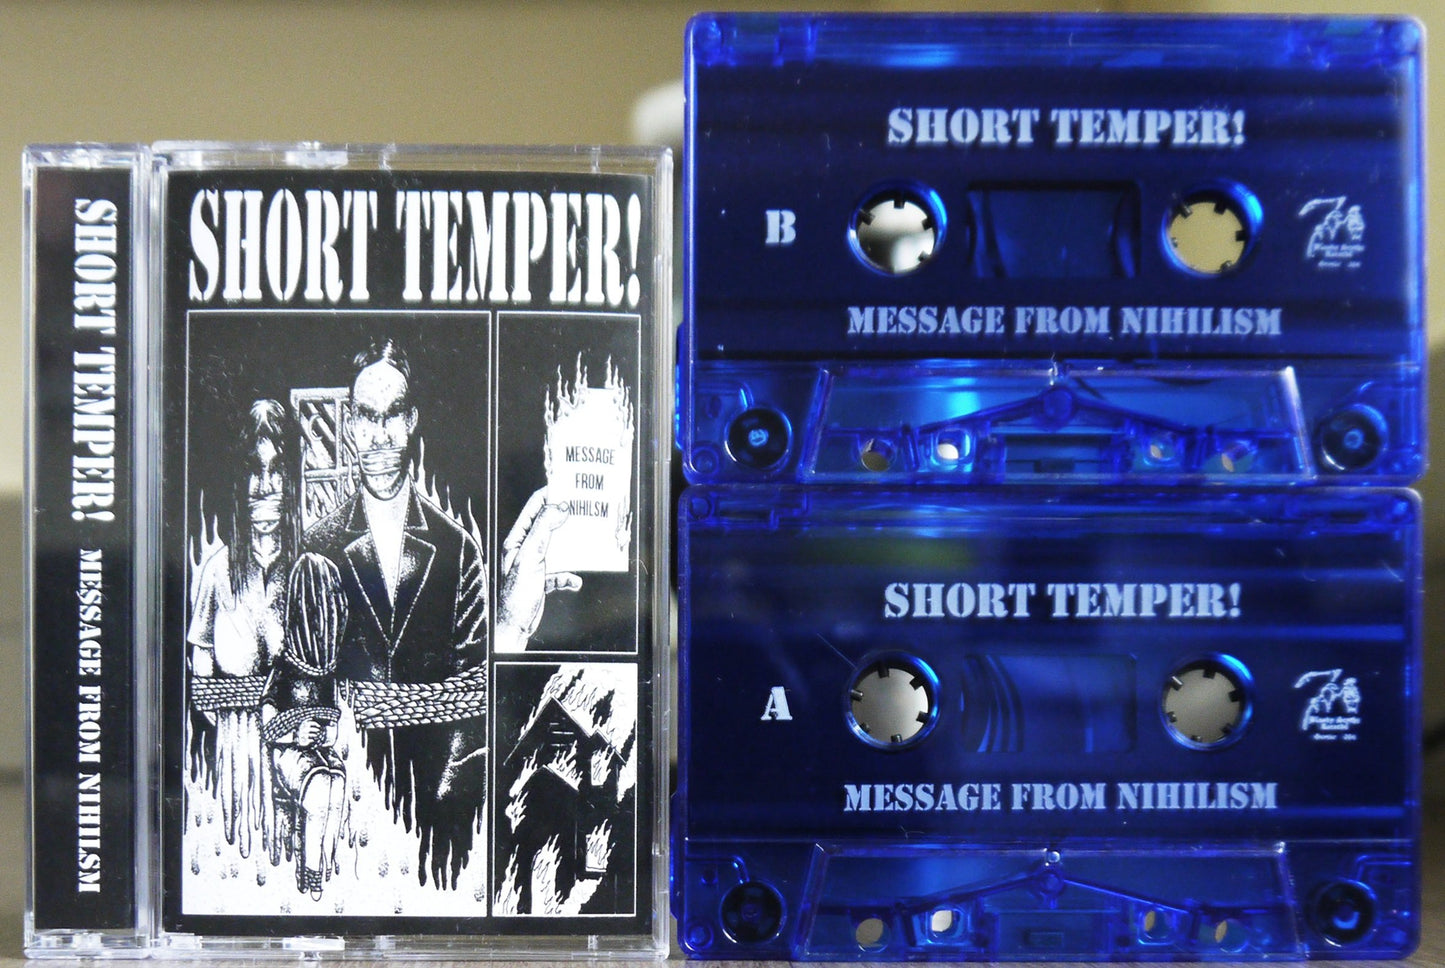 SHORT TEMPER! MESSAGE FROM NIHILSM
SHORT TEMPER!
MESSAGE
FROM
NIHILSM
SHORT TEMPER!
B
MESSAGE FROM NIHILISM
SHORT TEMPER!
A
MESSAGE FROM NIHILISM